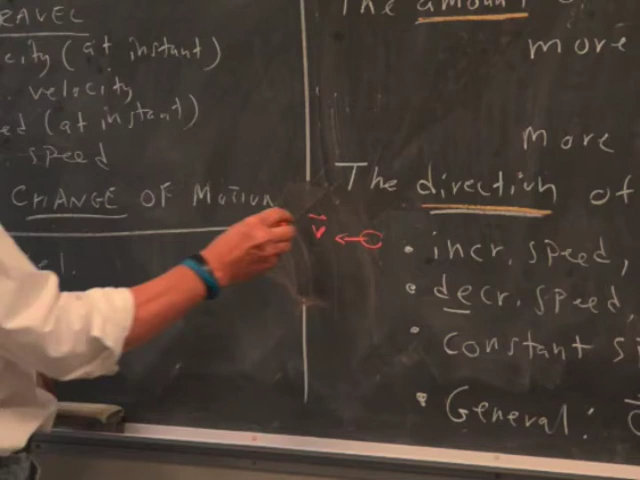 RAVEL
city (at instant)
velocity
ed (at instant)
speed
CHANGE OF MOTION
el.
The amount
more
more
The direction of
v
• incr. speed,
• decr. speed,
• constant s
• General: